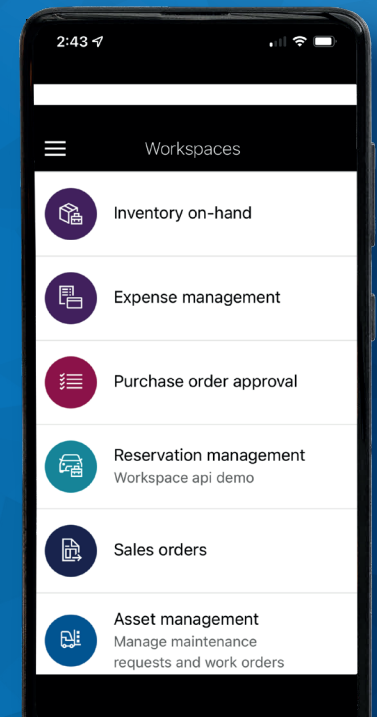 2:43
Workspaces
Inventory on-hand
Expense management
Purchase order approval
Reservation management
Workspace api demo
Sales orders
Asset management
Manage maintenance
requests and work orders